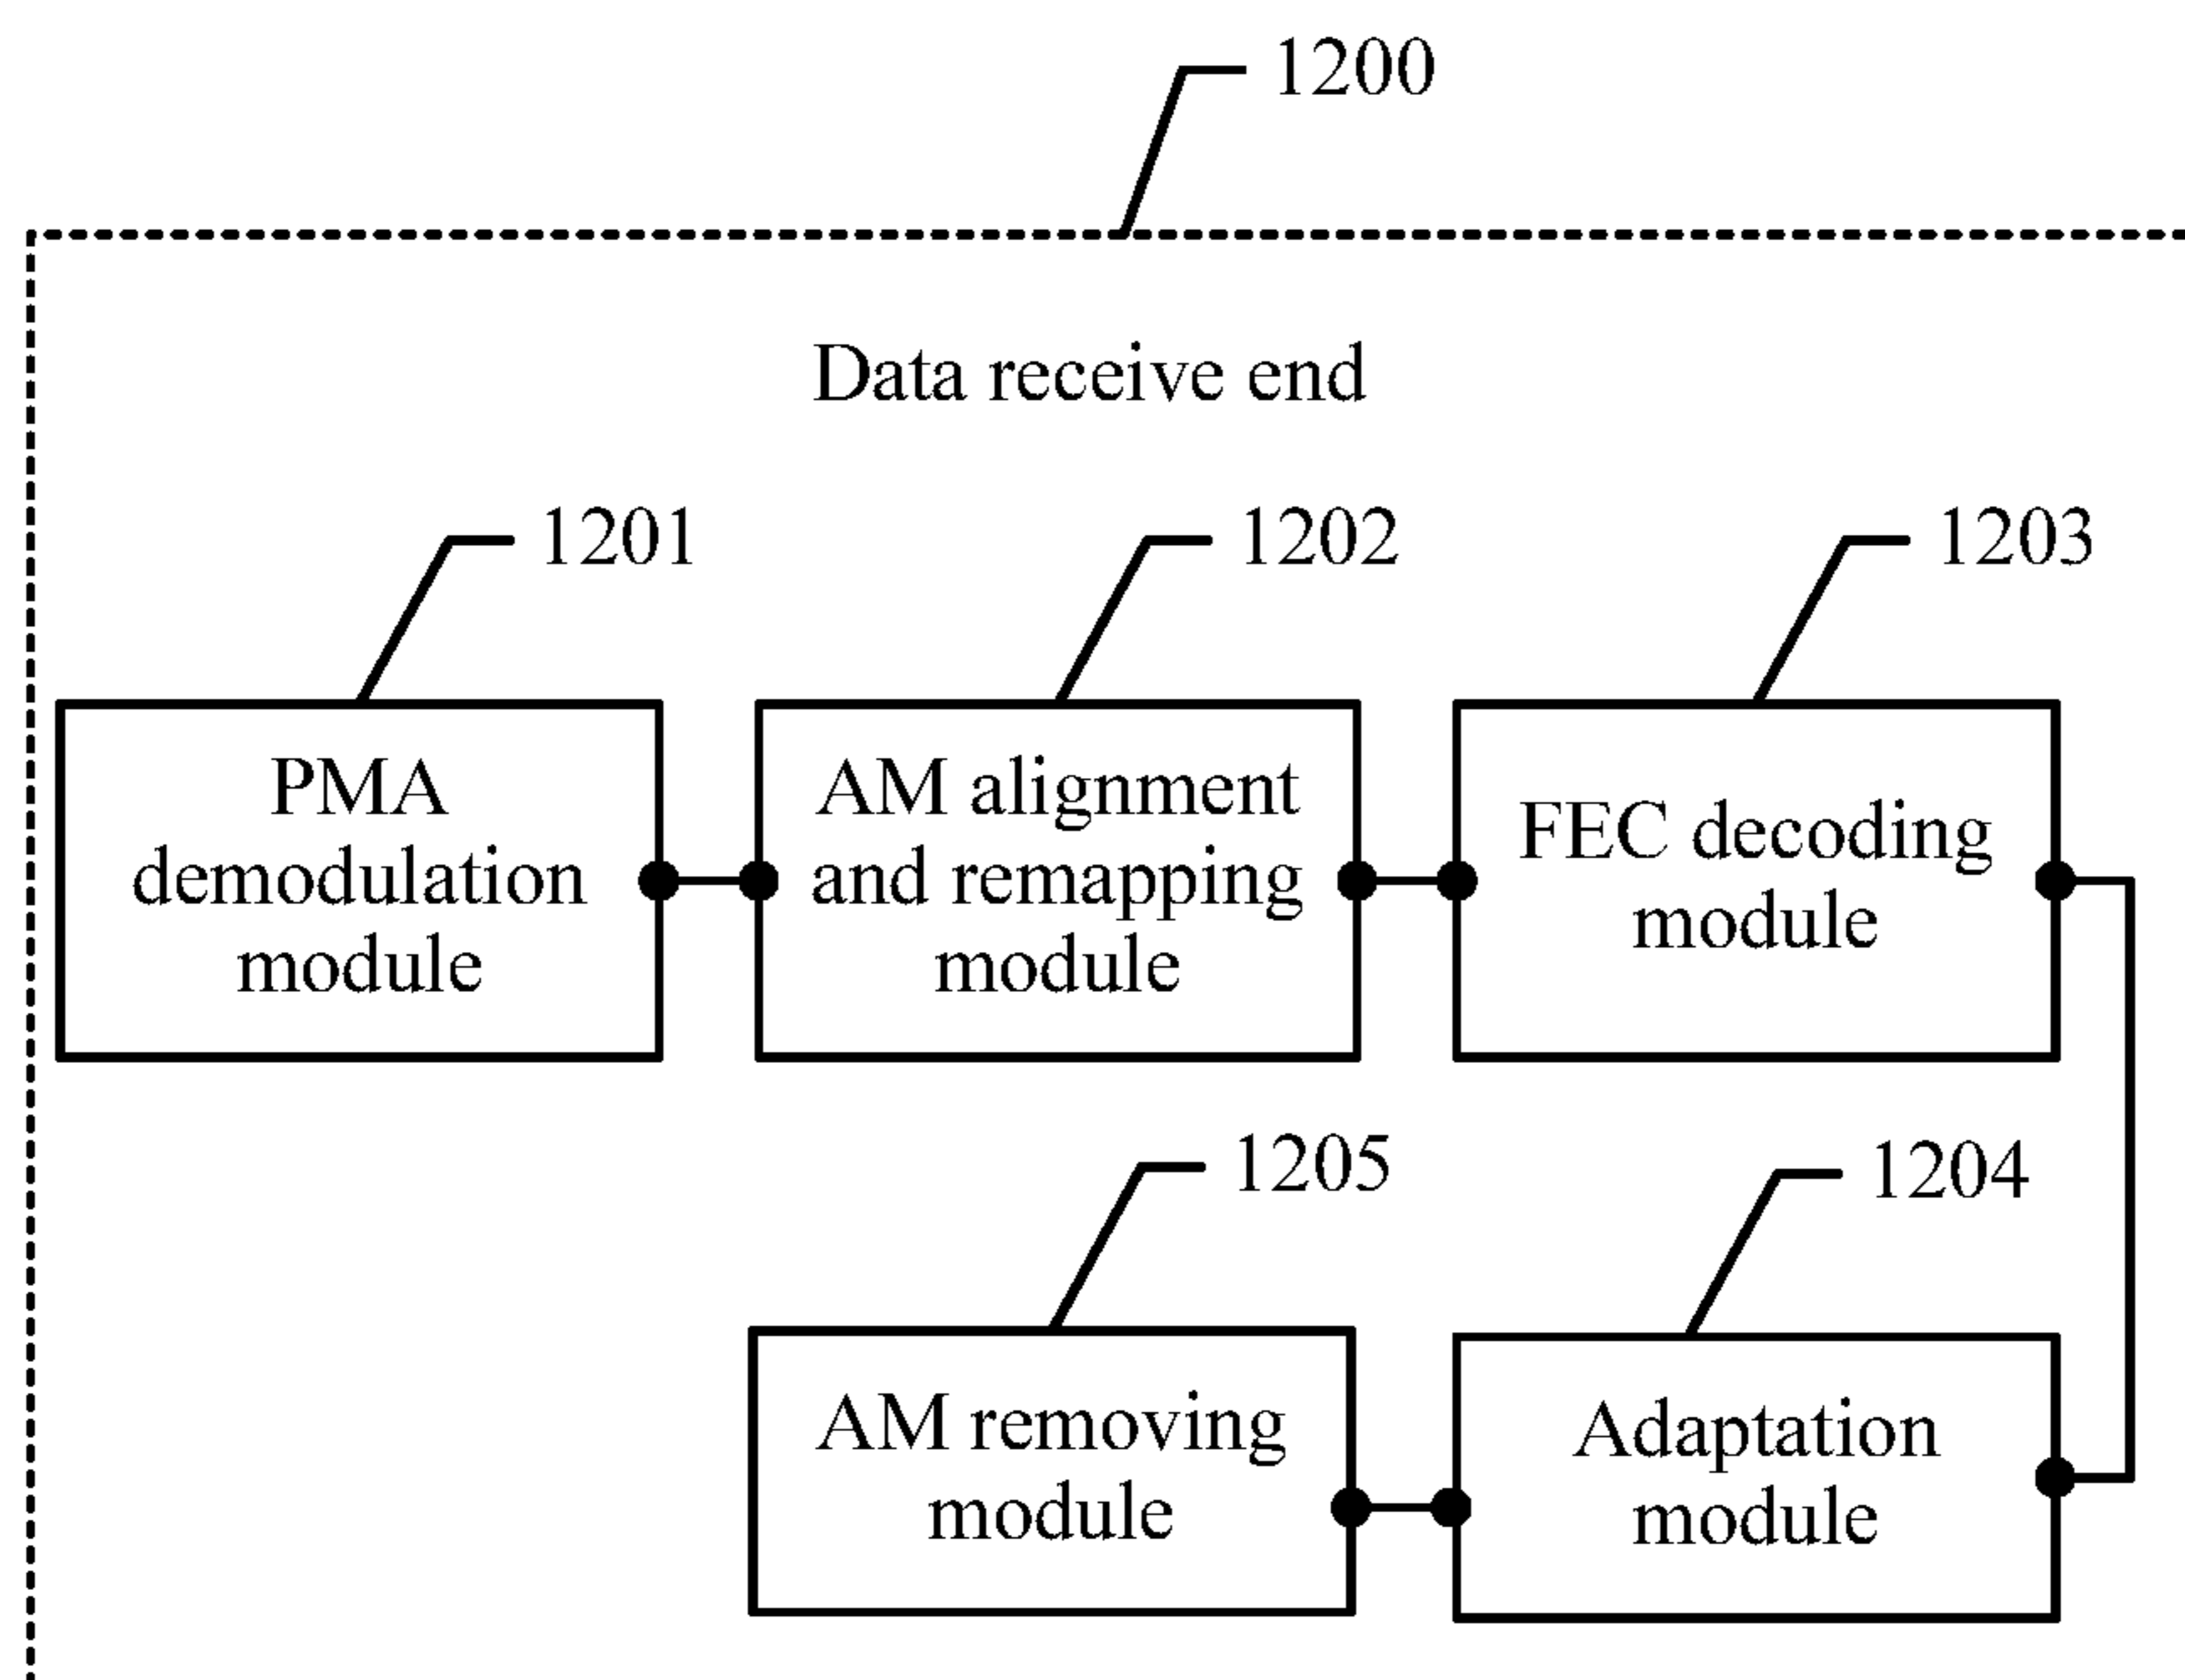 1200
Data receive end
1201
1202
1203
PMA
demodulation
module
AM alignment
and remapping
module
FEC decoding
module
1205
1204
AM removing
module
Adaptation
module